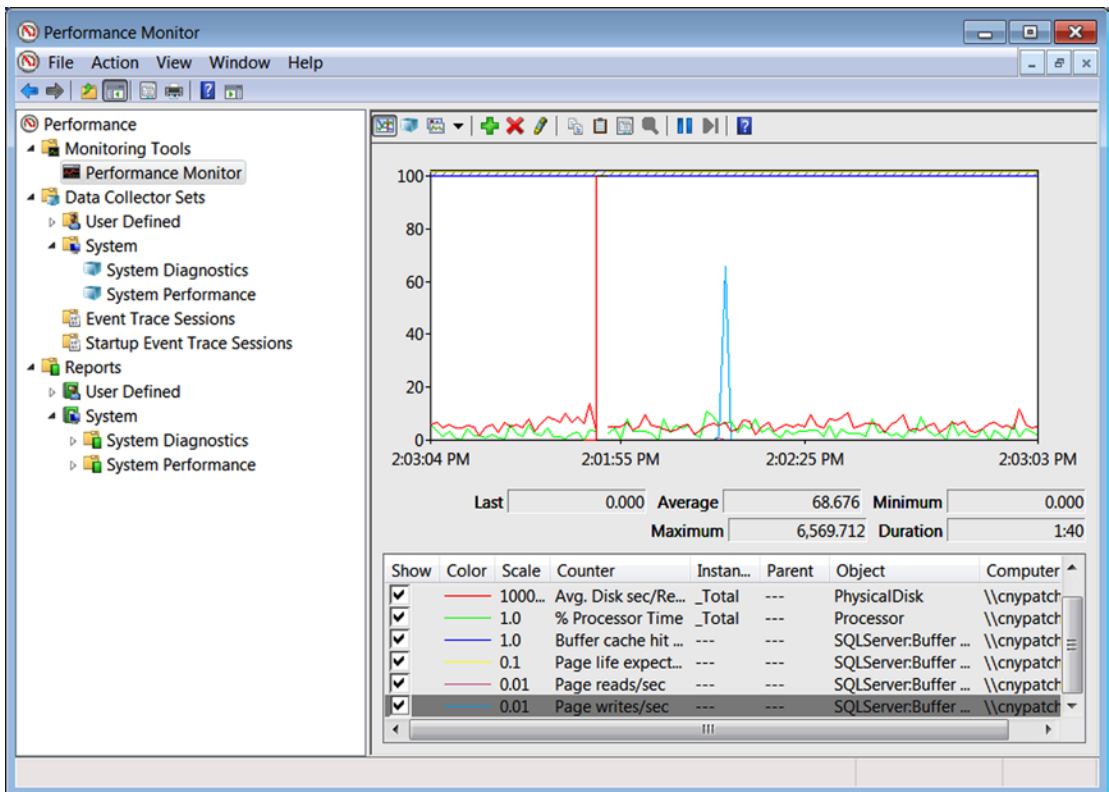 Performance Monitor
File Action View Window Help
Performance
Monitoring Tools
Performance Monitor
Data Collector Sets
User Defined
System
System Diagnostics
System Performance
Event Trace Sessions
Startup Event Trace Sessions
Reports
User Defined
System
System Diagnostics
System Performance
100
80
60
40
20
0
2:03:04 PM 2:01:55 PM 2:02:25 PM 2:03:03 PM
Last 0.000 Average 68.676 Minimum 0.000
Maximum 6,569.712 Duration 1:40
Show Color Scale Counter Instan... Parent Object Computer
1000... Avg. Disk sec/Re... _Total --- PhysicalDisk \\cnypatch
1.0 % Processor Time _Total --- Processor \\cnypatch
1.0 Buffer cache hit ... --- --- SQLServer:Buffer ... \\cnypatch
0.1 Page life expect... --- --- SQLServer:Buffer ... \\cnypatch
0.01 Page reads/sec --- --- SQLServer:Buffer ... \\cnypatch
0.01 Page writes/sec --- --- SQLServer:Buffer ... \\cnypatch